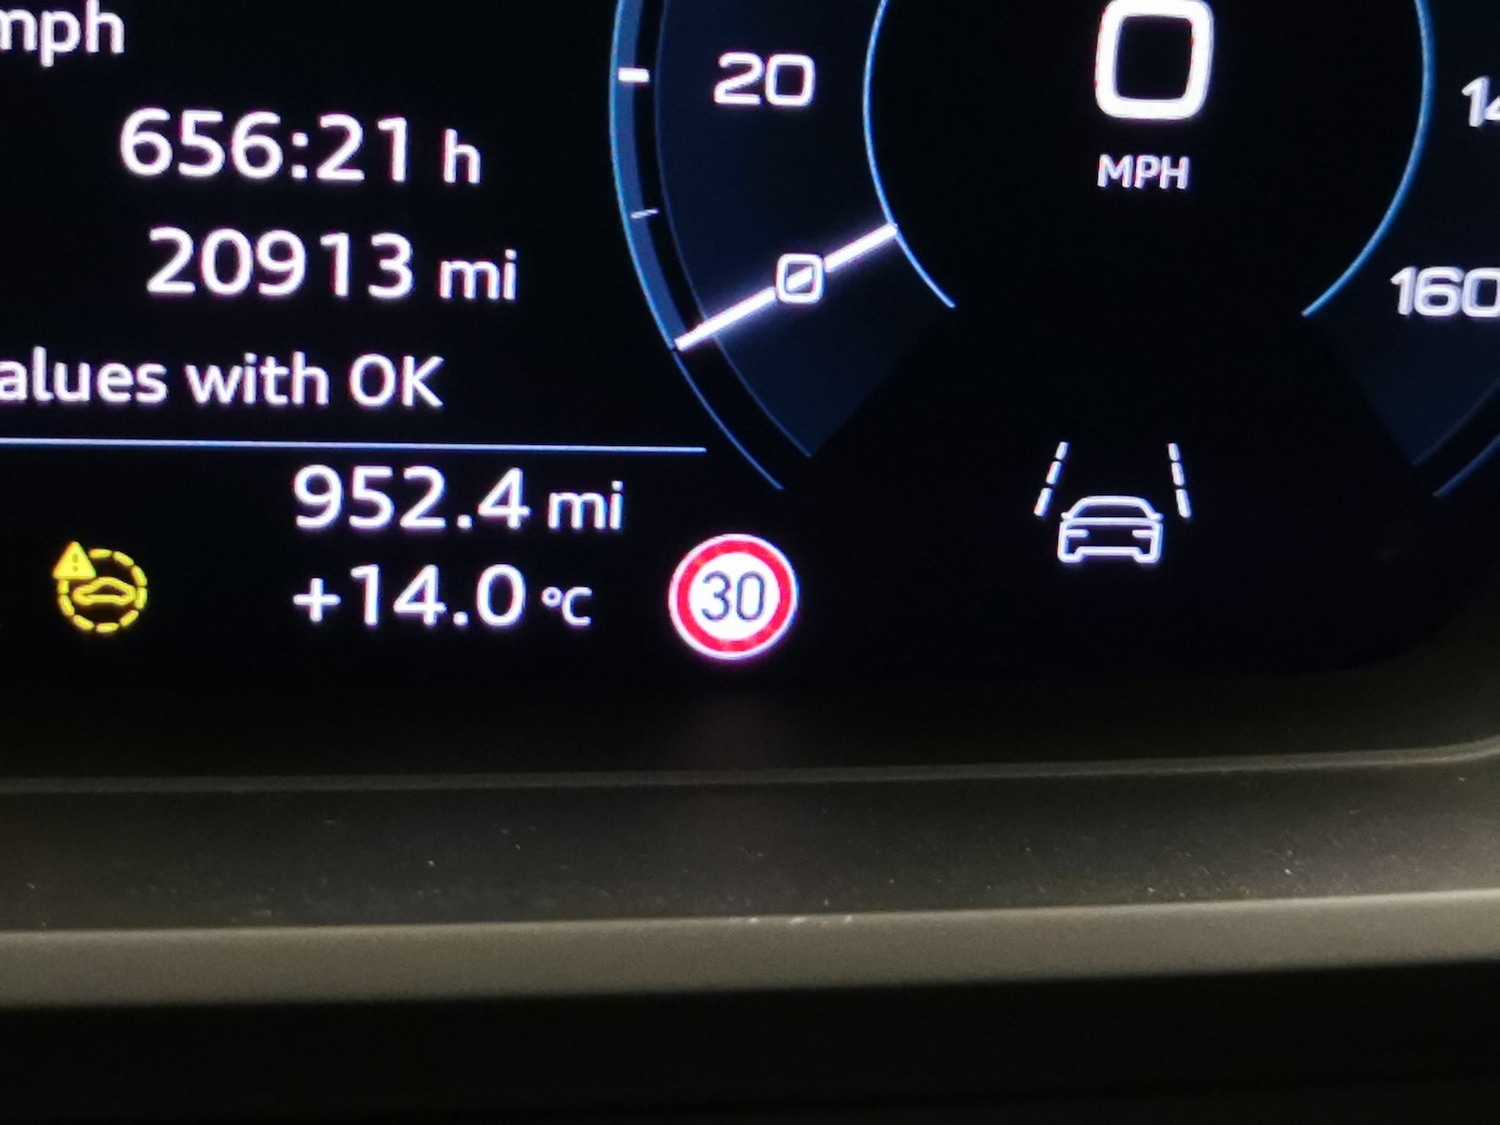 mph
656:21 h
20913 mi
alues with OK
952.4 mi
+14.0 °C
30
20
0
0
MPH
14
160